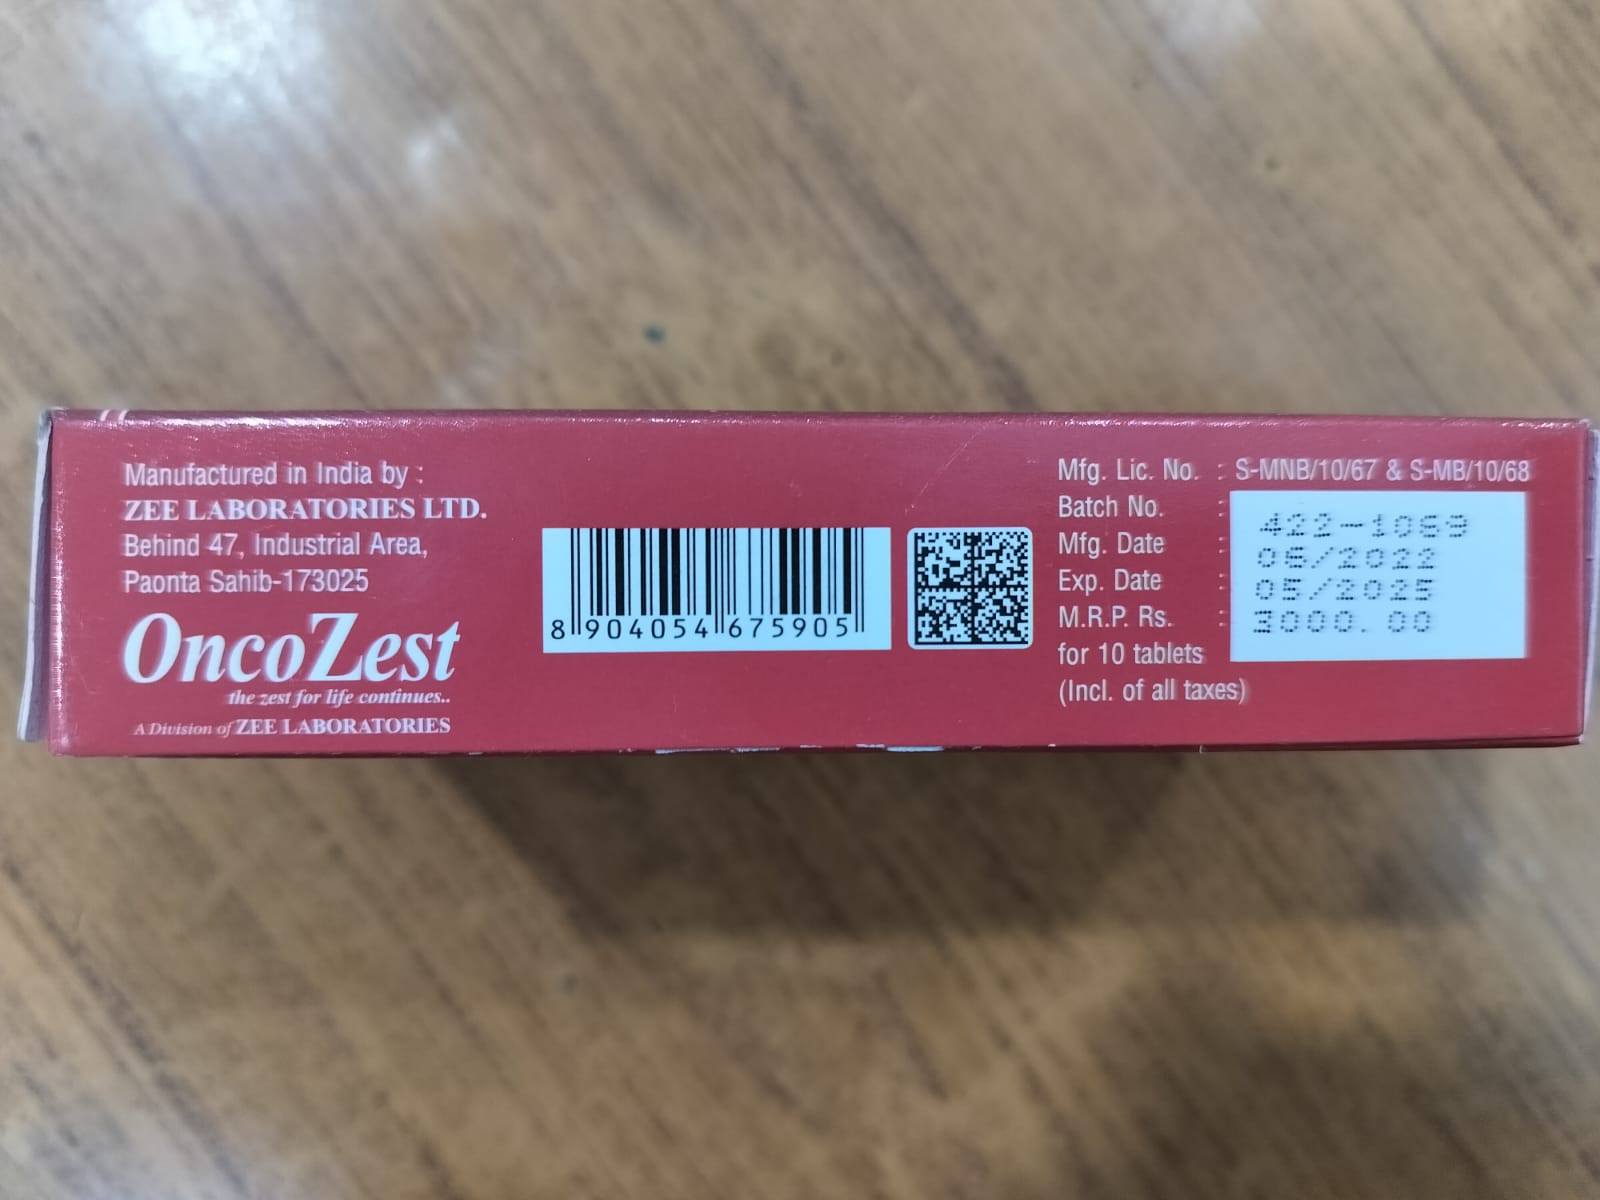 Manufactured in India by :
ZEE LABORATORIES LTD.
Behind 47, Industrial Area,
Paonta Sahib-173025
OncoZest
the zest for life continues..
A Division of ZEE LABORATORIES
8 904054 675905
Mfg. Lic. No. : S-MNB/10/67 & S-MB/10/68
Batch No. : 422-1069
Mfg. Date : 06/2022
Exp. Date : 05/2025
M.R.P. Rs. : 3000.00
for 10 tablets
(Incl. of all taxes)